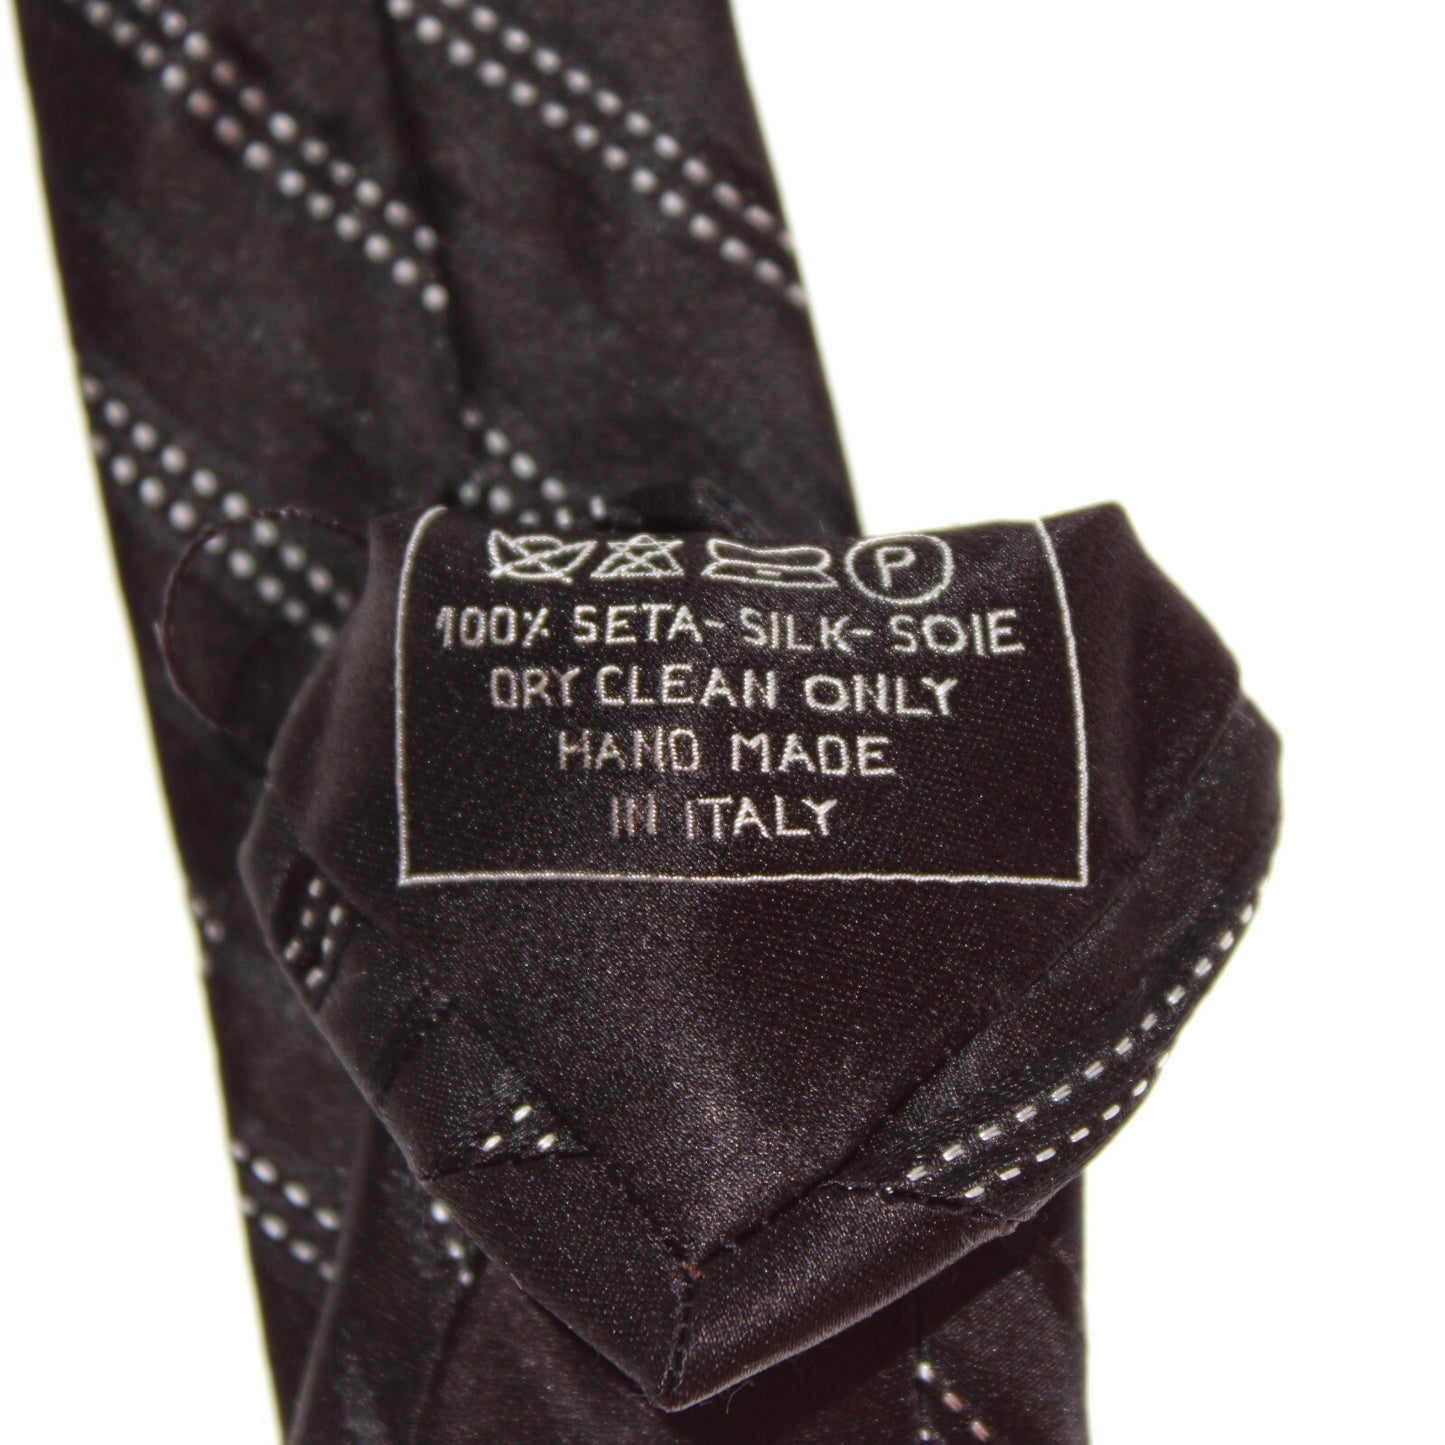 P
100% SETA-SILK-SOIE
DRY CLEAN ONLY
HAND MADE
IN ITALY